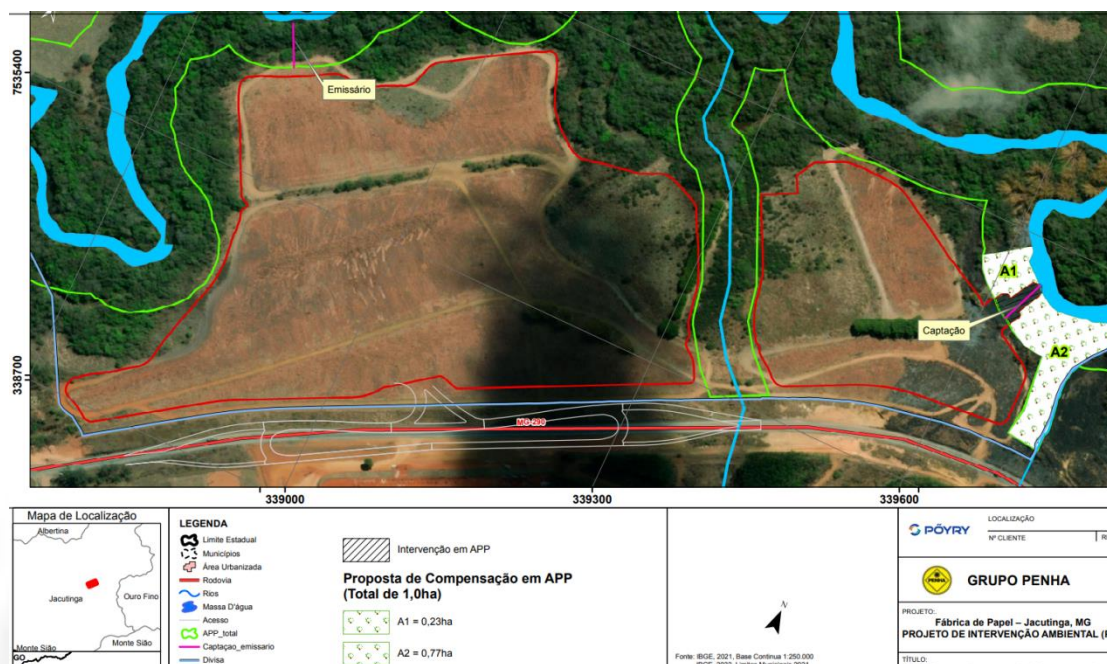 7535400
Emissário
A1
Captação
A2
338700
MG-290
339000
339300
339600
Mapa de Localização
Albertina
Jacutinga
Ouro Fino
Monte Sião
Monte Sião
GO
LEGENDA
Limite Estadual
Municípios
Área Urbanizada
Rodovia
Rios
Massa D'água
Acesso
APP_total
Captaçao_emissário
Divisa
Intervenção em APP
Proposta de Compensação em APP
(Total de 1,0ha)
A1 = 0,23ha
A2 = 0,77ha
N
Fonte: IBGE, 2021, Base Continua 1:250.000
PÖYRY
LOCALIZAÇÃO
Nº CLIENTE
PENHA
GRUPO PENHA
PROJETO:
Fábrica de Papel – Jacutinga, MG
PROJETO DE INTERVENÇÃO AMBIENTAL (
TÍTULO: